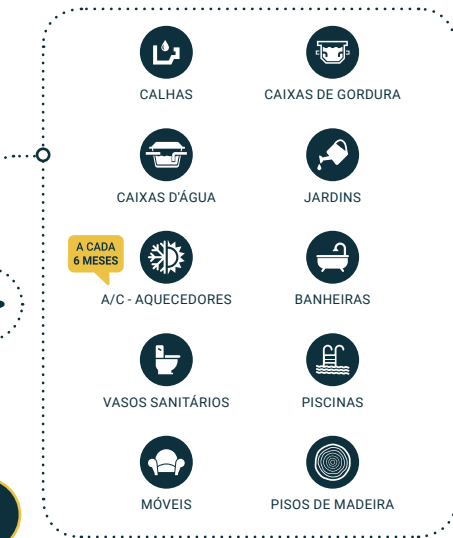 CALHAS
CAIXAS DE GORDURA
CAIXAS D'ÁGUA
JARDINS
A CADA
6 MESES
A/C - AQUECEDORES
BANHEIRAS
VASOS SANITÁRIOS
PISCINAS
MÓVEIS
PISOS DE MADEIRA